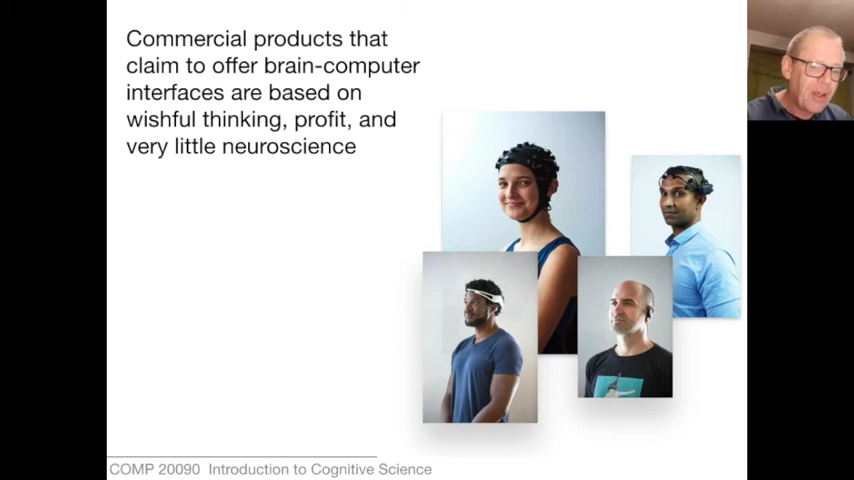 Commercial products that
claim to offer brain-computer
interfaces are based on
wishful thinking, profit, and
very little neuroscience
COMP 20090 Introduction to Cognitive Science